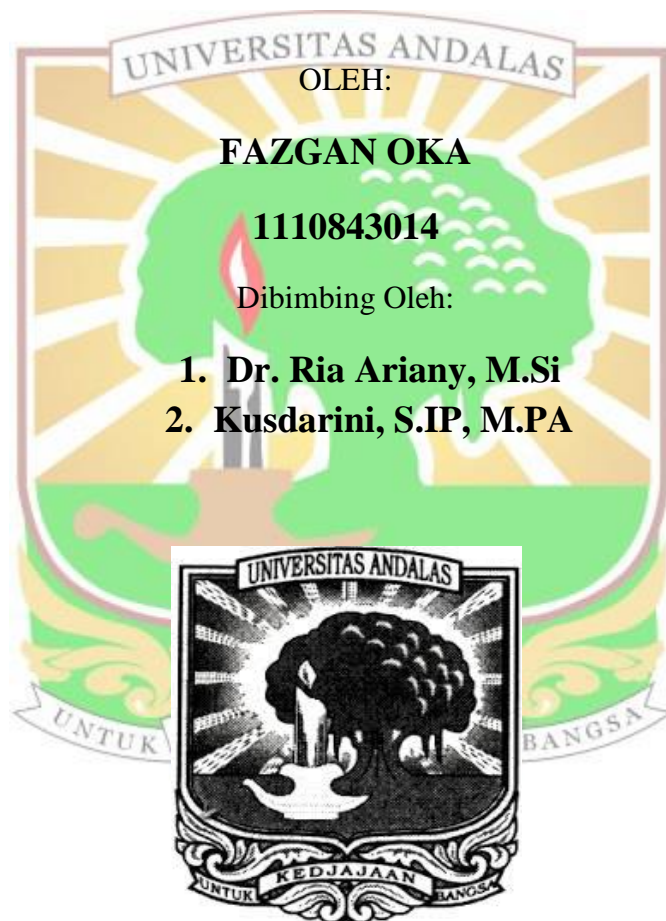 UNIVERSITAS ANDALAS
OLEH:
FAZGAN OKA
1110843014
Dibimbing Oleh:
1. Dr. Ria Ariany, M.Si
2. Kusdarini, S.IP, M.PA
UNIVERSITAS ANDALAS
UNTUK BANGSA
UNTUK KEDJAJAAN BANGSA